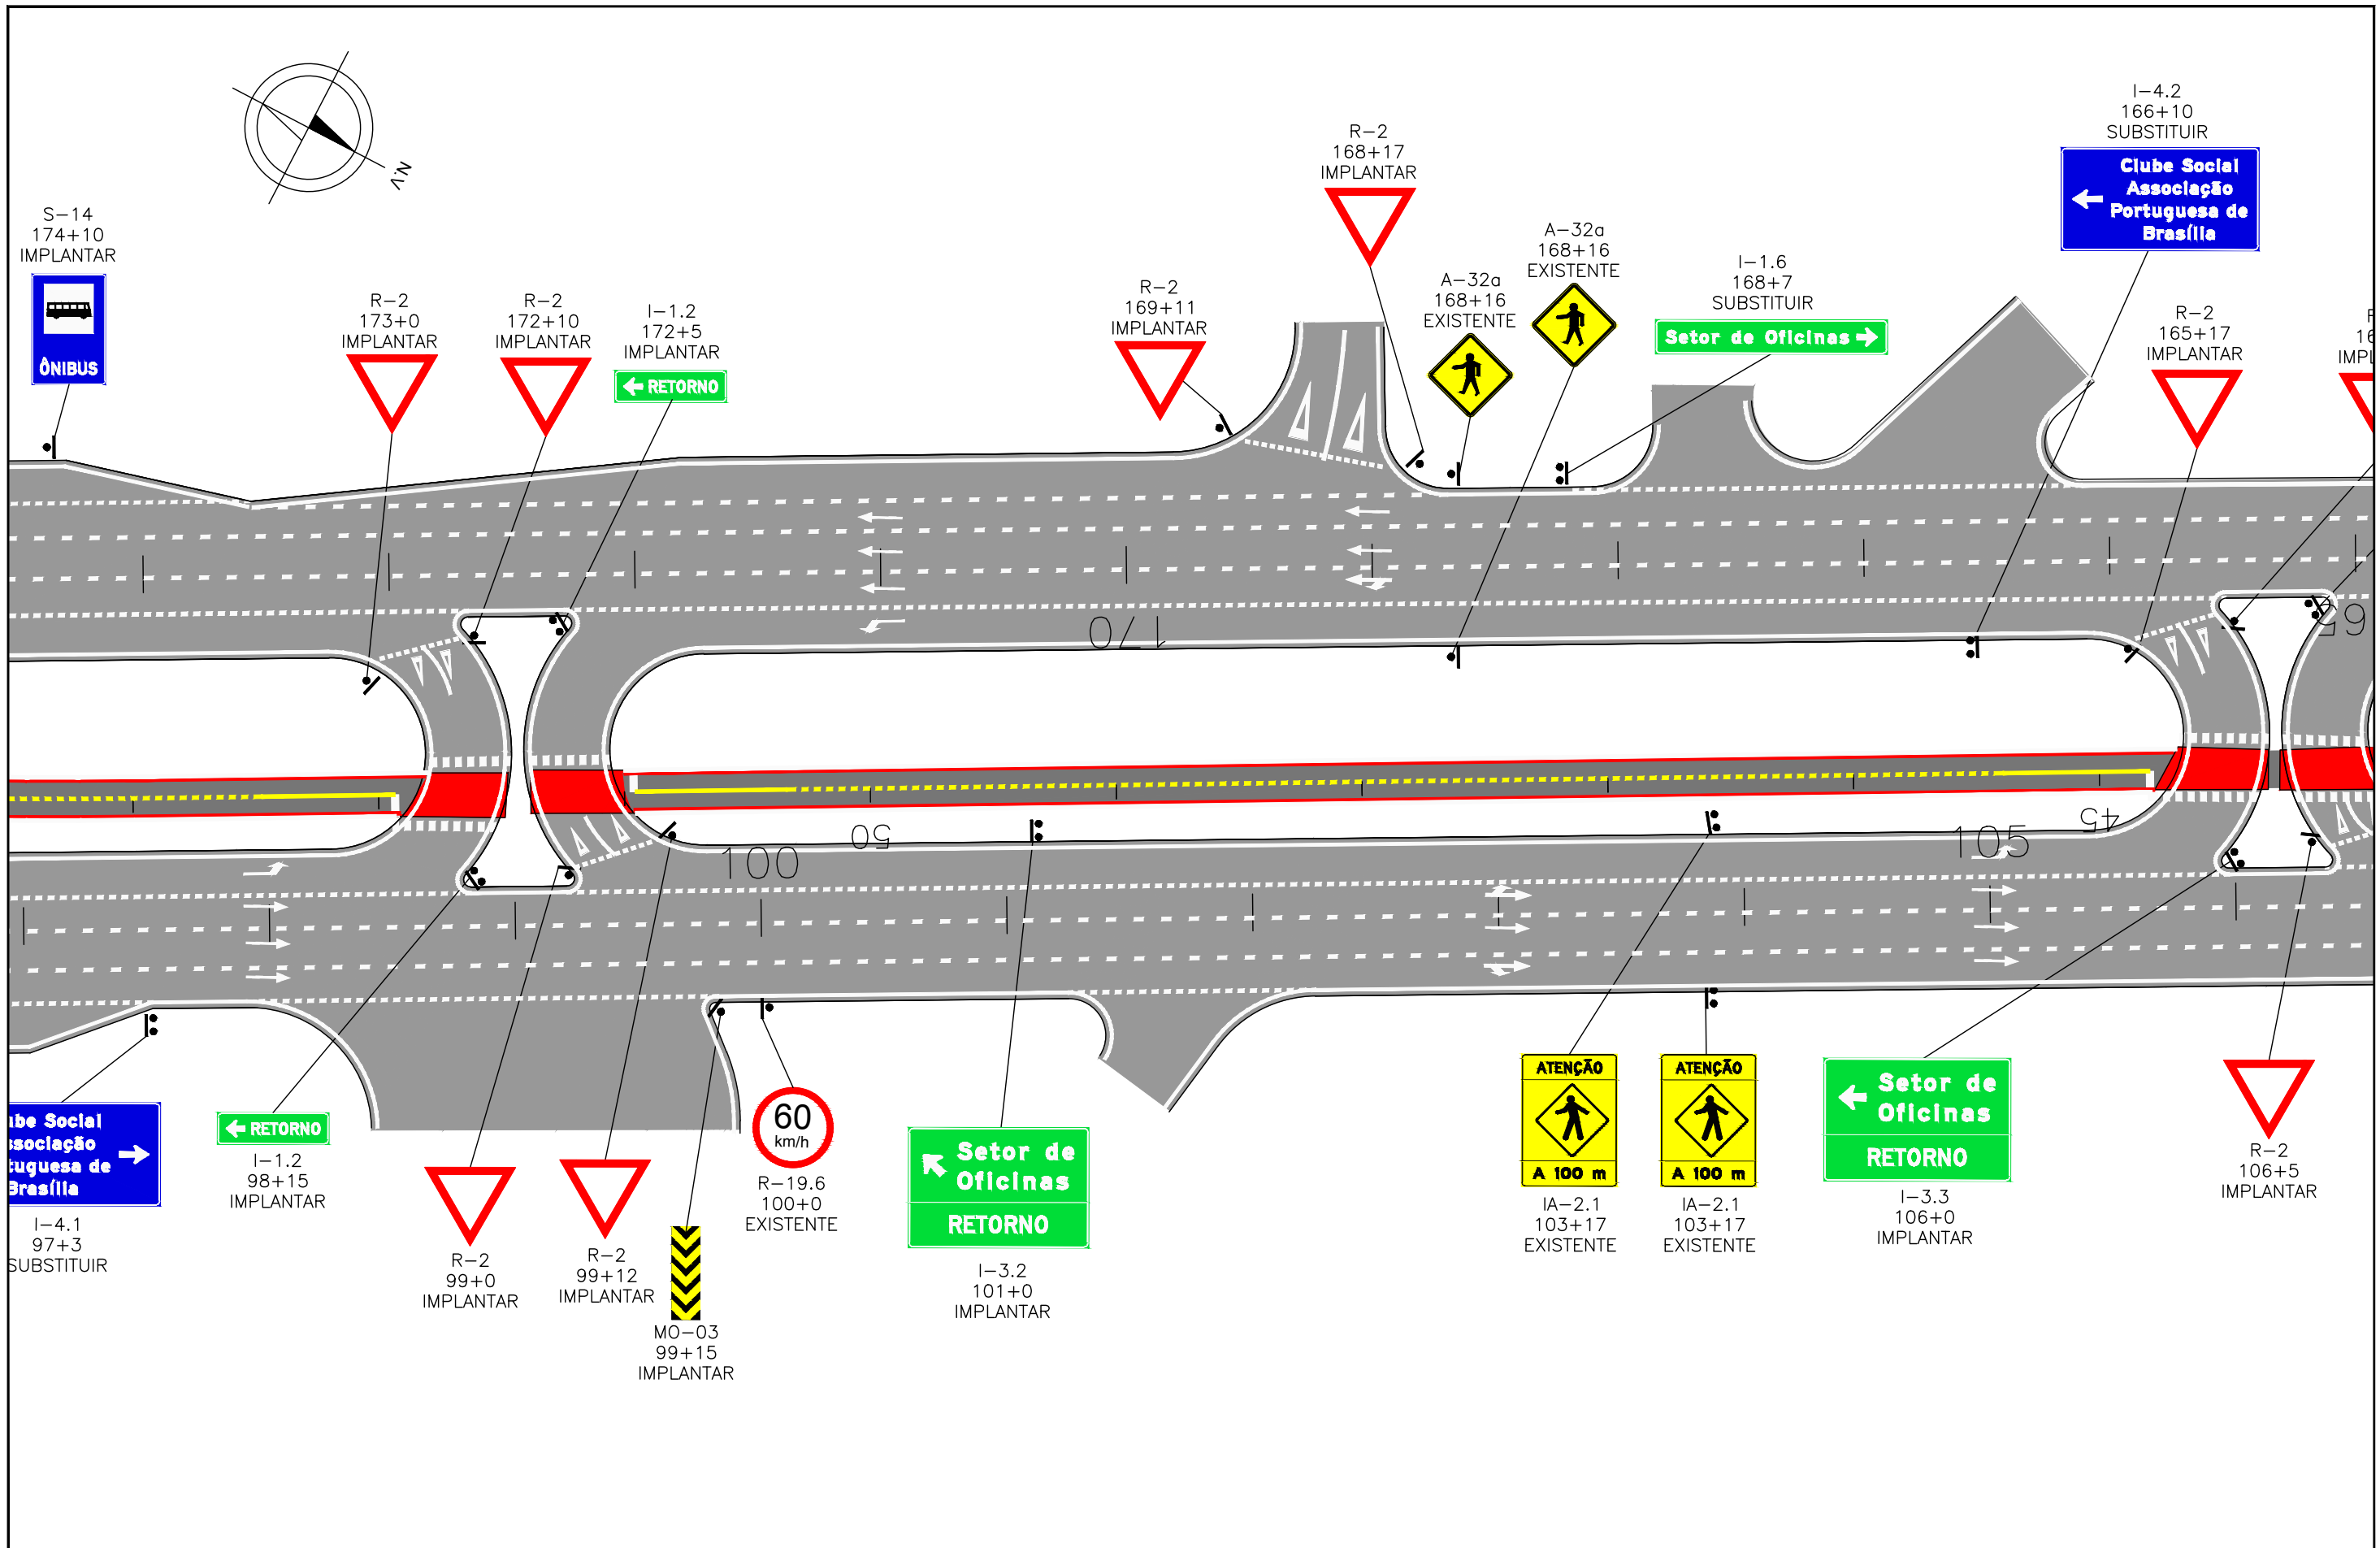 N.V
I-4.2
166+10
SUBSTITUIR
Clube Social
Associação
Portuguesa de
Brasília
R-2
168+17
IMPLANTAR
S-14
174+10
IMPLANTAR
ÔNIBUS
R-2
173+0
IMPLANTAR
R-2
172+10
IMPLANTAR
I-1.2
172+5
IMPLANTAR
RETORNO
R-2
169+11
IMPLANTAR
A-32a
168+16
EXISTENTE
A-32a
168+16
EXISTENTE
I-1.6
168+7
SUBSTITUIR
Setor de Oficinas
R-2
165+17
IMPLANTAR
170
65
50
100
105
45
Social
de
Brasília
I-4.1
97+3
SUBSTITUIR
RETORNO
I-1.2
98+15
IMPLANTAR
R-2
99+0
IMPLANTAR
R-2
99+12
IMPLANTAR
MO-03
99+15
IMPLANTAR
60
km/h
R-19.6
100+0
EXISTENTE
Setor de
Oficinas
RETORNO
I-3.2
101+0
IMPLANTAR
ATENÇÃO
A 100 m
IA-2.1
103+17
EXISTENTE
ATENÇÃO
A 100 m
IA-2.1
103+17
EXISTENTE
Setor de
Oficinas
RETORNO
I-3.3
106+0
IMPLANTAR
R-2
106+5
IMPLANTAR